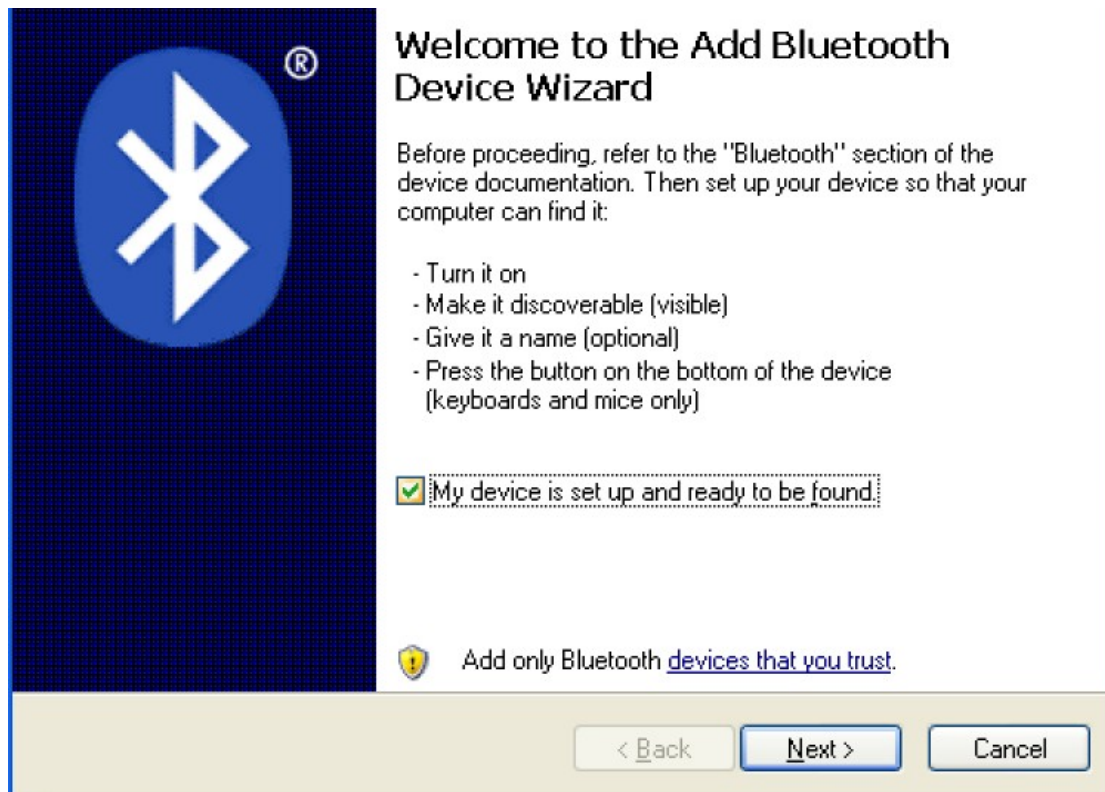 ®
Welcome to the Add Bluetooth
Device Wizard
Before proceeding, refer to the "Bluetooth" section of the
device documentation. Then set up your device so that your
computer can find it:
- Turn it on
- Make it discoverable (visible)
- Give it a name (optional)
- Press the button on the bottom of the device
(keyboards and mice only)
My device is set up and ready to be found.
Add only Bluetooth devices that you trust.
< Back Next > Cancel